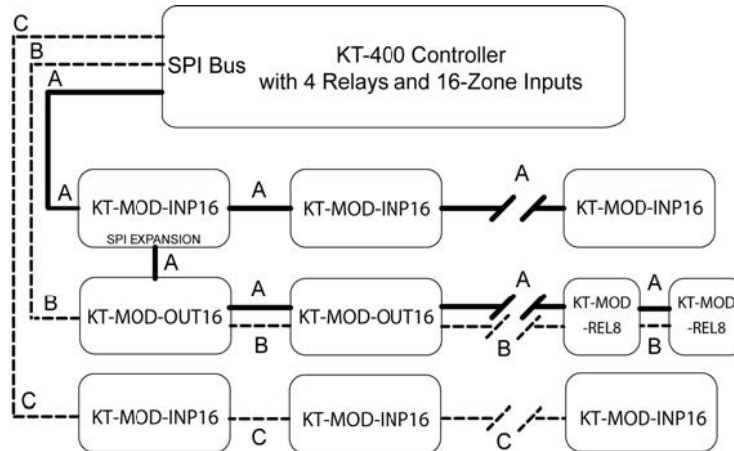 C
B
A
SPI Bus
KT-400 Controller
with 4 Relays and 16-Zone Inputs
A
KT-MOD-INP16
A
KT-MOD-INP16
A
KT-MOD-INP16
SPI EXPANSION
A
B
KT-MOD-OUT16
A
B
KT-MOD-OUT16
A
B
KT-MOD
-REL8
A
B
KT-MOD
-REL8
C
KT-MOD-INP16
C
KT-MOD-INP16
C
KT-MOD-INP16